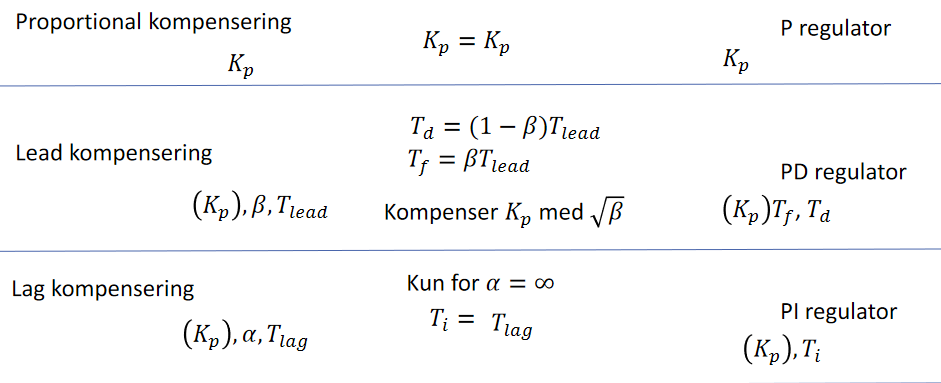 Proportional kompensering
K_p
K_p = K_p
P regulator
K_p
Lead kompensering
(K_p), β, T_lead
T_d = (1 − β)T_lead
T_f = βT_lead
Kompenser K_p med √β
PD regulator
(K_p)T_f, T_d
Lag kompensering
(K_p), α, T_lag
Kun for α = ∞
T_i = T_lag
PI regulator
(K_p), T_i